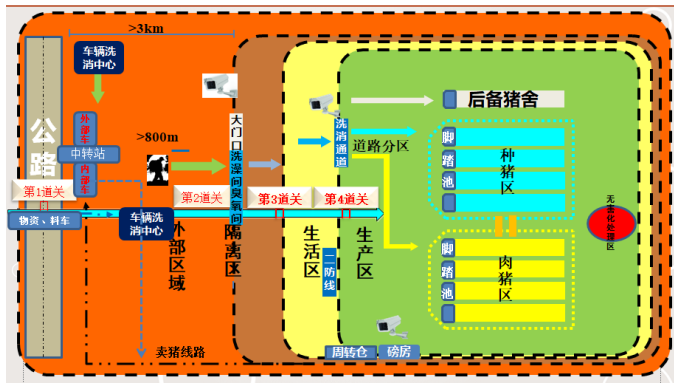 >3km
车辆洗
消中心
公路
外部车
中转站
内部车
>800m
大门口洗澡间臭氧间
洗消通道
道路分区
后备猪舍
脚
踏
池
种猪区
第1道关
第2道关
第3道关
第4道关
物资、料车
车辆洗
消中心
外部区域
隔离区
生活区
二防线
生产区
脚
踏
池
肉猪区
无害化处理区
卖猪线路
周转仓
磅房